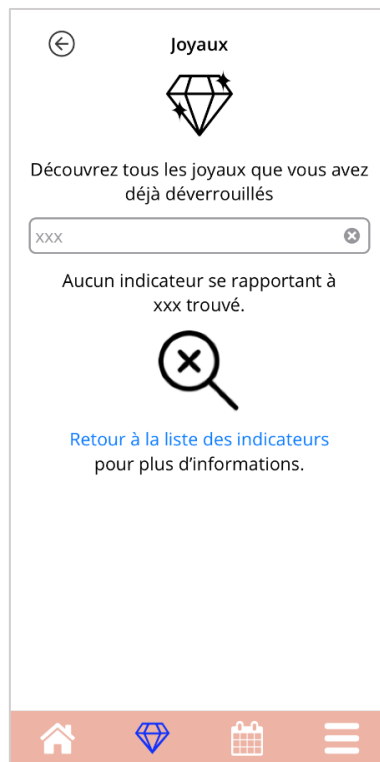 Joyaux
Découvrez tous les joyaux que vous avez
déjà déverrouillés
xxx
Aucun indicateur se rapportant à
xxx trouvé.
Retour à la liste des indicateurs
pour plus d’informations.